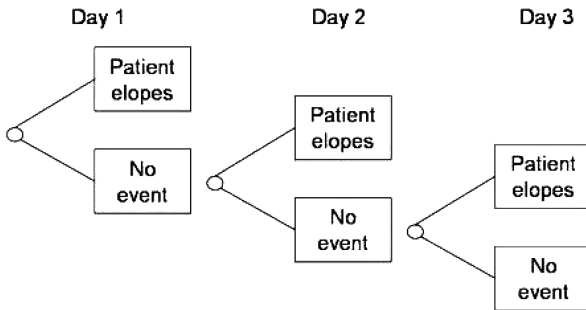 Day 1
Day 2
Day 3
Patient
elopes
No
event
Patient
elopes
No
event
Patient
elopes
No
event